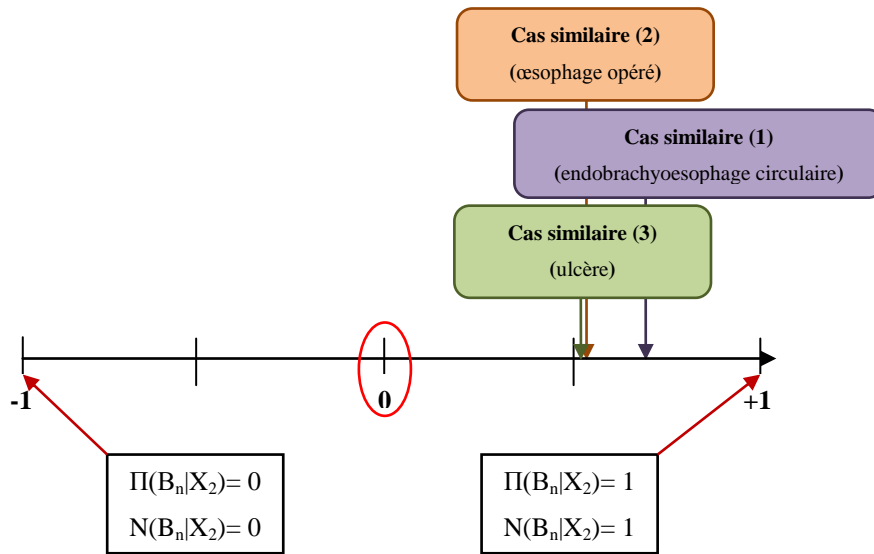 Cas similaire (2)
(œsophage opéré)
Cas similaire (1)
(endobrachyoesophage circulaire)
Cas similaire (3)
(ulcère)
-1 0 +1
Π(Bₙ|X₂)= 0
N(Bₙ|X₂)= 0
Π(Bₙ|X₂)= 1
N(Bₙ|X₂)= 1